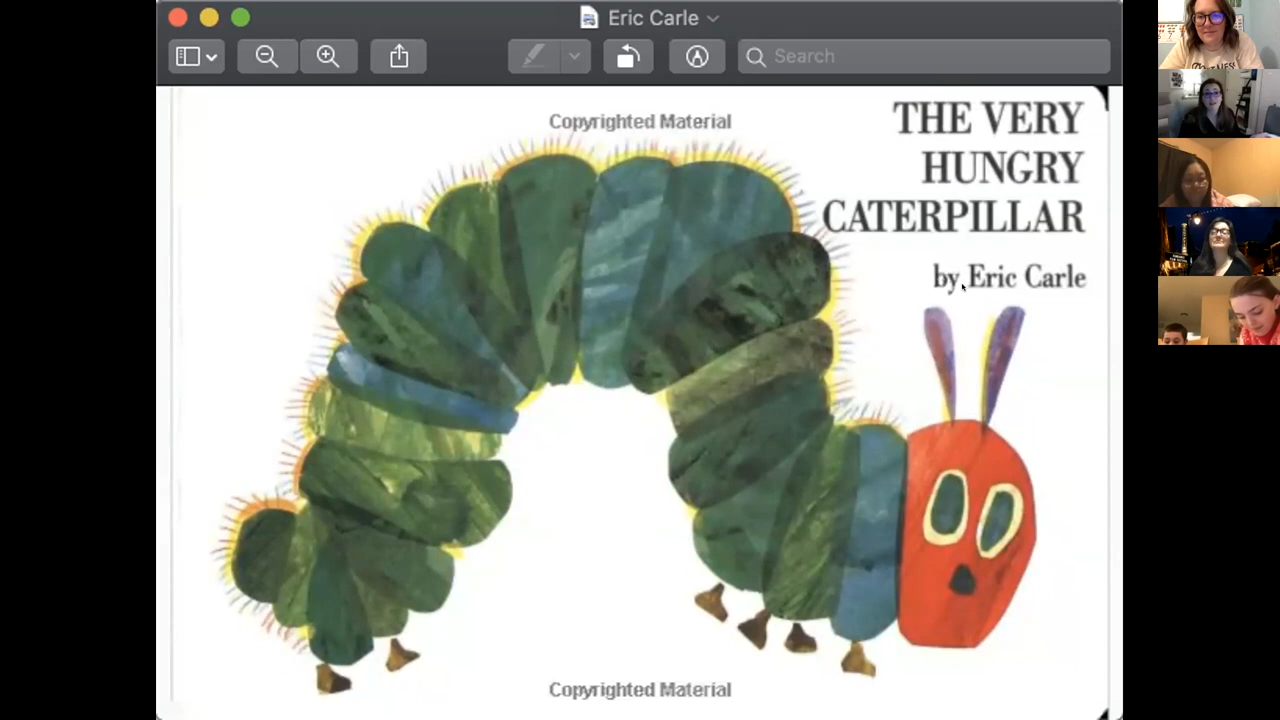 Eric Carle
Search
Copyrighted Material
THE VERY
HUNGRY
CATERPILLAR
by Eric Carle
Copyrighted Material